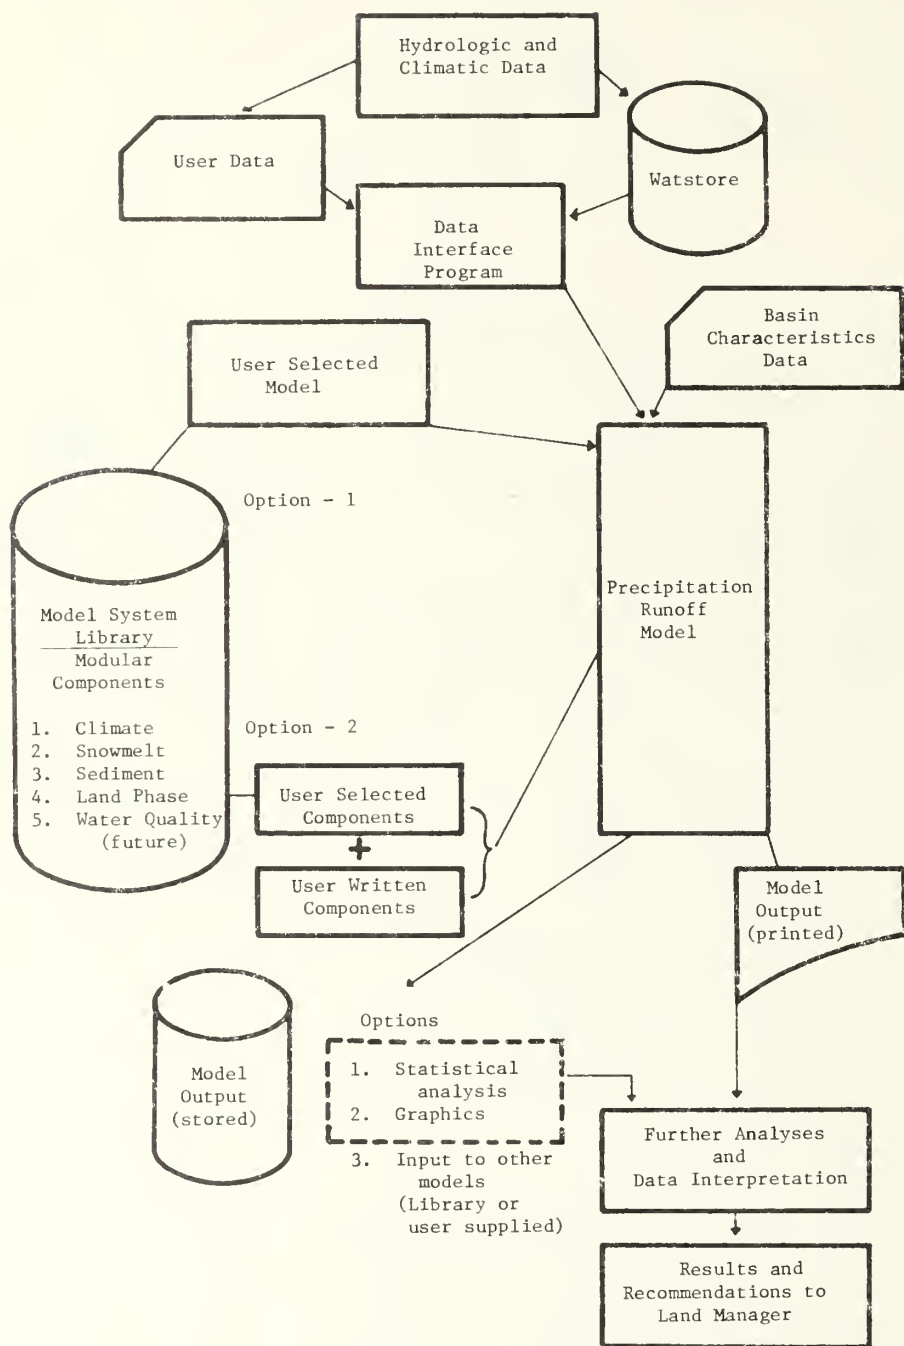 Hydrologic and
Climatic Data
User Data
Watstore
Data
Interface
Program
Basin
Characteristics
Data
User Selected
Model
Option - 1
Precipitation
Runoff
Model
Model System
Library
Modular
Components
1. Climate
2. Snowmelt
3. Sediment
4. Land Phase
5. Water Quality
(future)
Option - 2
User Selected
Components
+
User Written
Components
Model
Output
(printed)
Model
Output
(stored)
Options
1. Statistical
analysis
2. Graphics
3. Input to other
models
(Library or
user supplied)
Further Analyses
and
Data Interpretation
Results and
Recommendations to
Land Manager